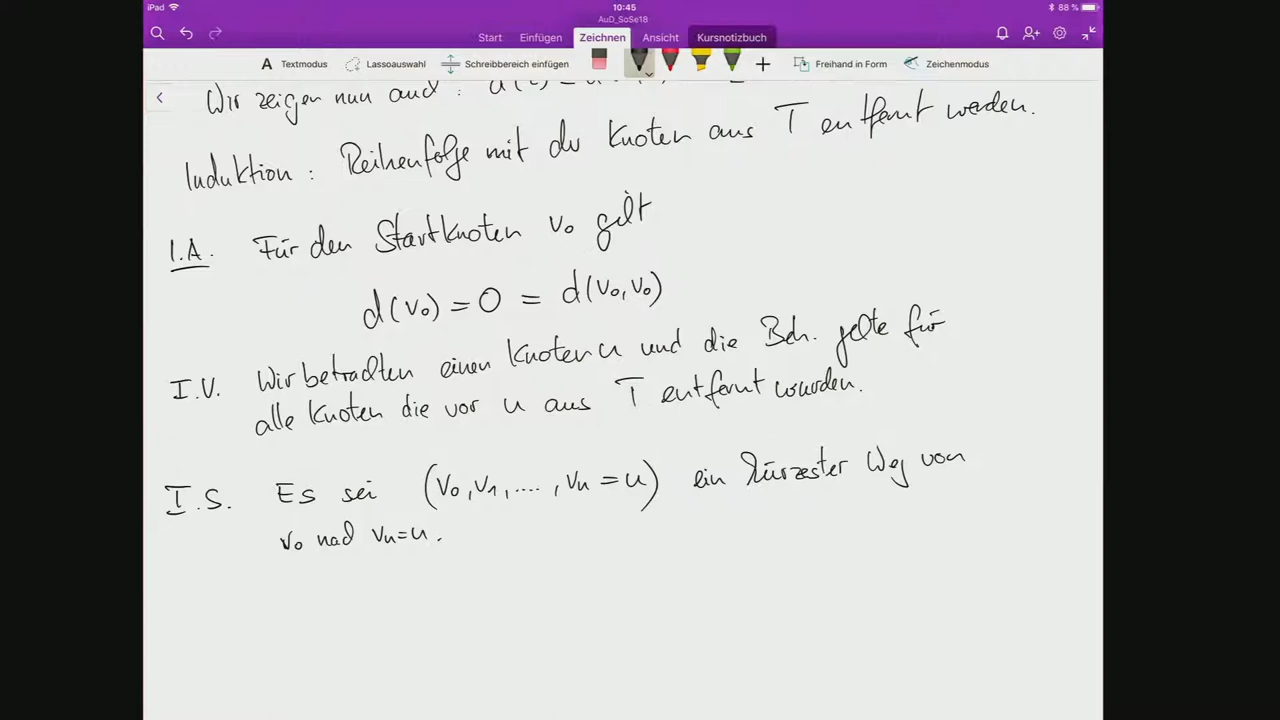 iPad
10:45
88 %
AuD_SoSe18
Start Einfügen Zeichnen Ansicht Kursnotizbuch
A Textmodus Lassoauswahl Schreibbereich einfügen Freihand in Form Zeichenmodus
Wir zeigen nun auch :
Induktion : Reihenfolge mit der Knoten aus T entfernt werden.
I.A. Für den Startknoten v₀ gilt
d(v₀) = 0 = d(v₀,v₀)
I.V. Wir betrachten einen Knoten u und die Beh. gelte für
alle Knoten die vor u aus T entfernt wurden.
I.S. Es sei (v₀,v₁,....,vₙ=u) ein kürzester Weg von
v₀ nach vₙ=u.